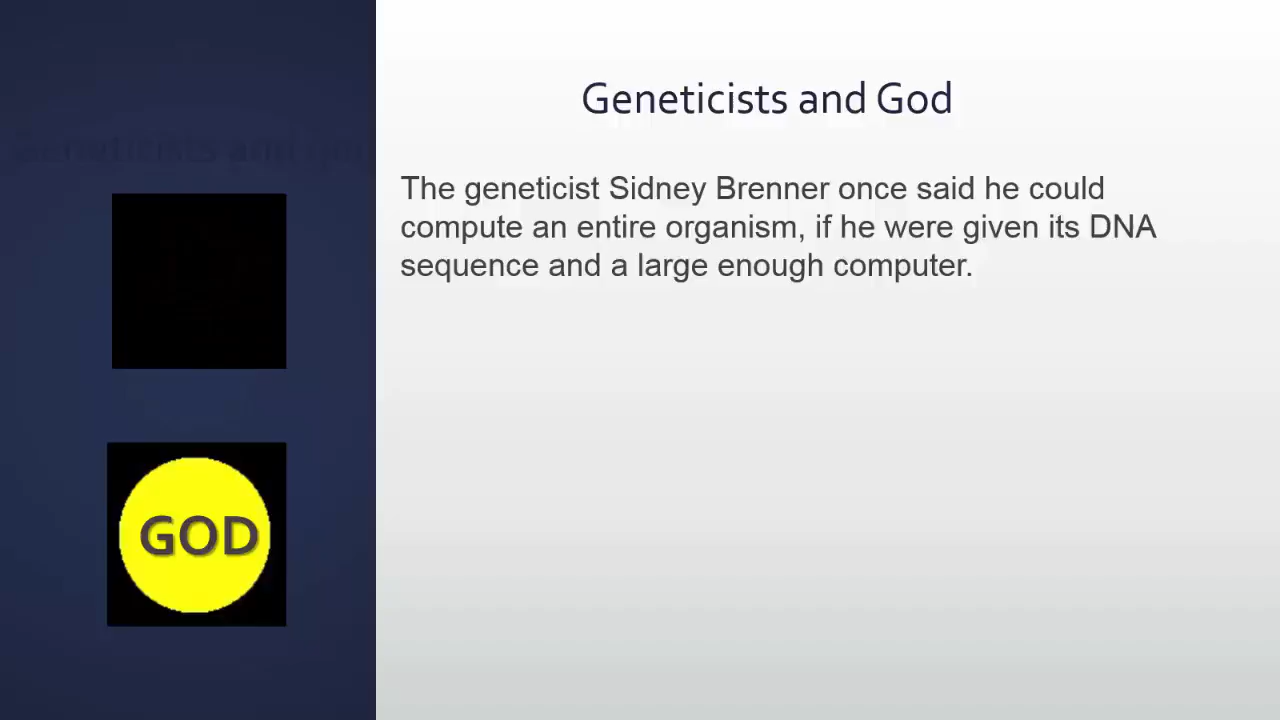 Geneticists and God
The geneticist Sidney Brenner once said he could
compute an entire organism, if he were given its DNA
sequence and a large enough computer.
GOD